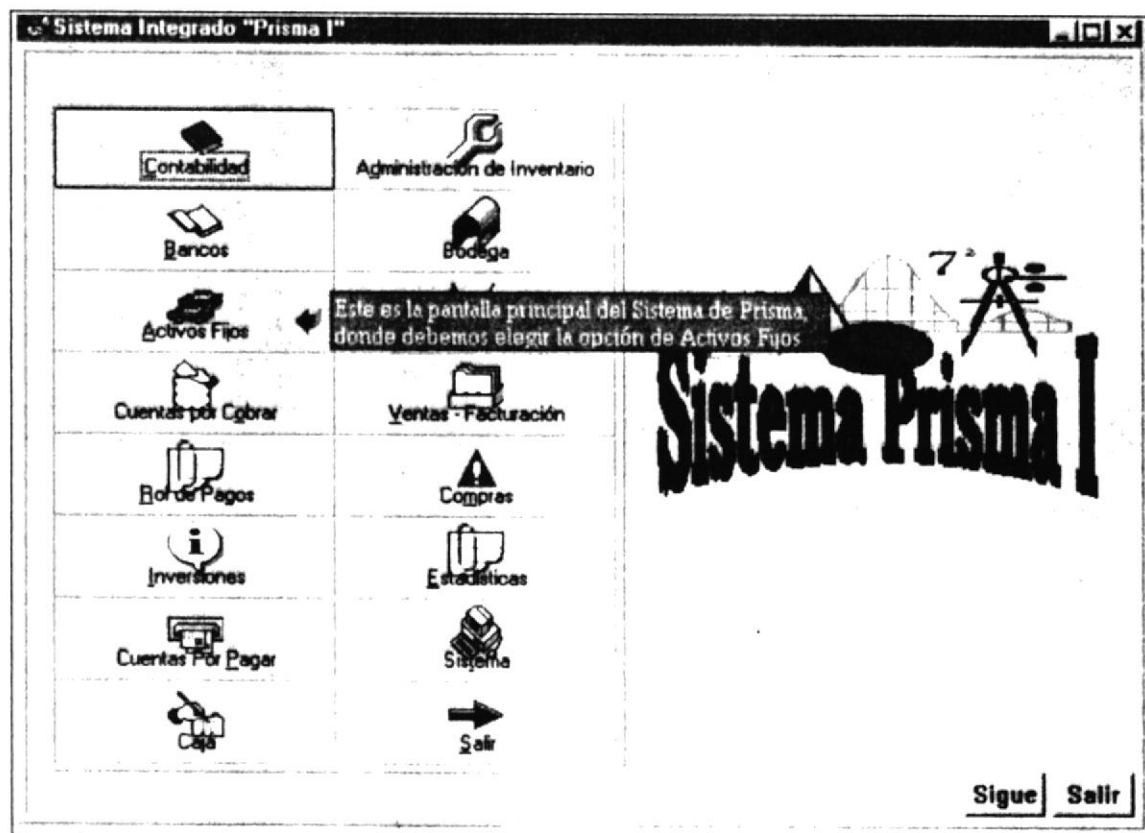 Sistema Integrado "Prisma I"
Contabilidad
Administración de Inventario
Bancos
Bodega
Activos Fijos
Este es la pantalla principal del Sistema de Prisma,
donde debemos elegir la opción de Activos Fijos
7²
Cuentas por Cobrar
Ventas - Facturación
Sistema Prisma I
Rol de Pagos
Compras
Inversiones
Estadísticas
Cuentas Por Pagar
Sistema
Caja
Salir
Sigue
Salir